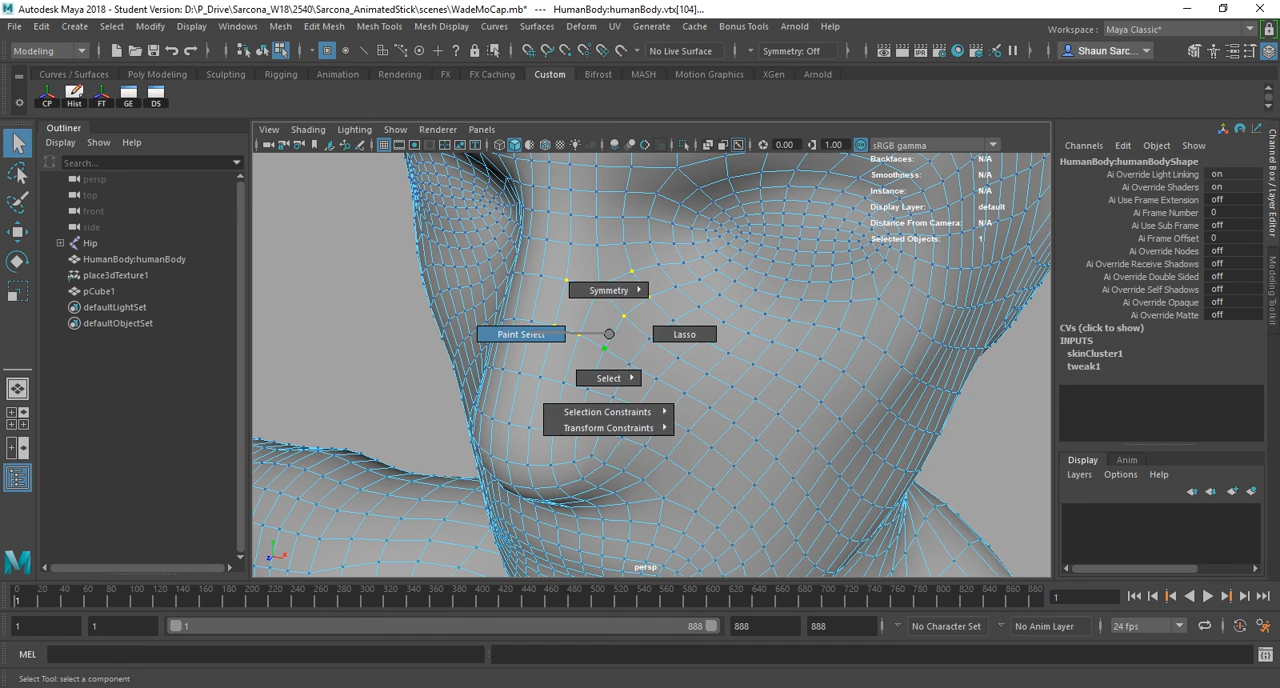 Autodesk Maya 2018 - Student Version: D:\P_Drive\Sarcona_W18\2540\Sarcona_AnimatedStick\scenes\WadeMoCap.mb* --- HumanBody:humanBody.vtx[104]...
File Edit Create Select Modify Display Windows Mesh Edit Mesh Mesh Tools Mesh Display Curves Surfaces Deform UV Generate Cache Bonus Tools Arnold Help
Workspace : Maya Classic*
Modeling
No Live Surface
Symmetry: Off
Shaun Sarc...
Curves / Surfaces Poly Modeling Sculpting Rigging Animation Rendering FX FX Caching Custom Bifrost MASH Motion Graphics XGen Arnold
CP Hist FT GE DS
Outliner
Display Show Help
Search...
persp
top
front
side
Hip
HumanBody:humanBody
place3dTexture1
pCube1
defaultLightSet
defaultObjectSet
View Shading Lighting Show Renderer Panels
0.00 1.00 sRGB gamma
Backfaces: N/A
Smoothness: N/A
Instance: N/A
Display Layer: default
Distance From Camera: N/A
Selected Objects: 1
Symmetry
Paint Select
Lasso
Select
Selection Constraints
Transform Constraints
persp
Channels Edit Object Show
HumanBody:humanBodyShape
Ai Override Light Linking on
Ai Override Shaders on
Ai Use Frame Extension off
Ai Frame Number 0
Ai Use Sub Frame off
Ai Frame Offset 0
Ai Override Nodes off
Ai Override Receive Shadows off
Ai Override Double Sided off
Ai Override Self Shadows off
Ai Override Opaque off
Ai Override Matte off
CVs (click to show)
INPUTS
skinCluster1
tweak1
Display Anim
Layers Options Help
Channel Box / Layer Editor
Modeling Toolkit
0 20 40 60 80 100 120 140 160 180 200 220 240 260 280 300 320 340 360 380 400 420 440 460 480 500 520 540 560 580 600 620 640 660 680 700 720 740 760 780 800 820 840 860 880
1
1
1 1 1 888 888 888 No Character Set No Anim Layer 24 fps
MEL
Select Tool: select a component